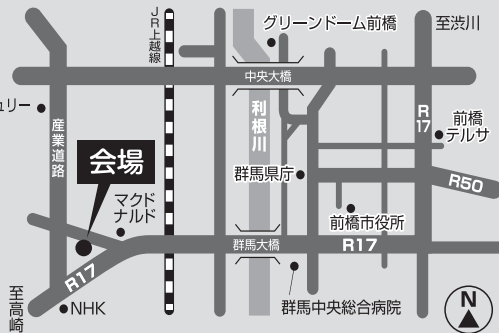 JR上越線
グリーンドーム前橋
至渋川
中央大橋
ュリー
産業道路
利根川
R17
前橋
テルサ
会場
群馬県庁
R50
マクド
ナルド
前橋市役所
群馬大橋
R17
R17
至高崎
NHK
群馬中央総合病院
N